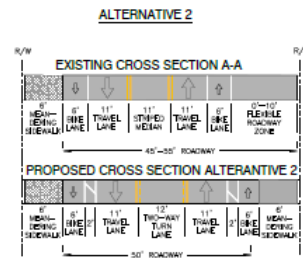 ALTERNATIVE 2
R/W
R/
EXISTING CROSS SECTION A-A
6' MEAN-DERING SIDEWALK
6' BIKE LANE
11' TRAVEL LANE
11' STRIPED MEDIAN
11' TRAVEL LANE
6' BIKE LANE
0'-10' FLEXIBLE ROADWAY ZONE
45'-55' ROADWAY
PROPOSED CROSS SECTION ALTERANTIVE 2
6' MEAN-DERING SIDEWALK
6' BIKE LANE
2'
11' TRAVEL LANE
12' TWO-WAY TURN LANE
11' TRAVEL LANE
2'
6' BIKE LANE
6' MEAN-DERING SIDEWALK
50' ROADWAY